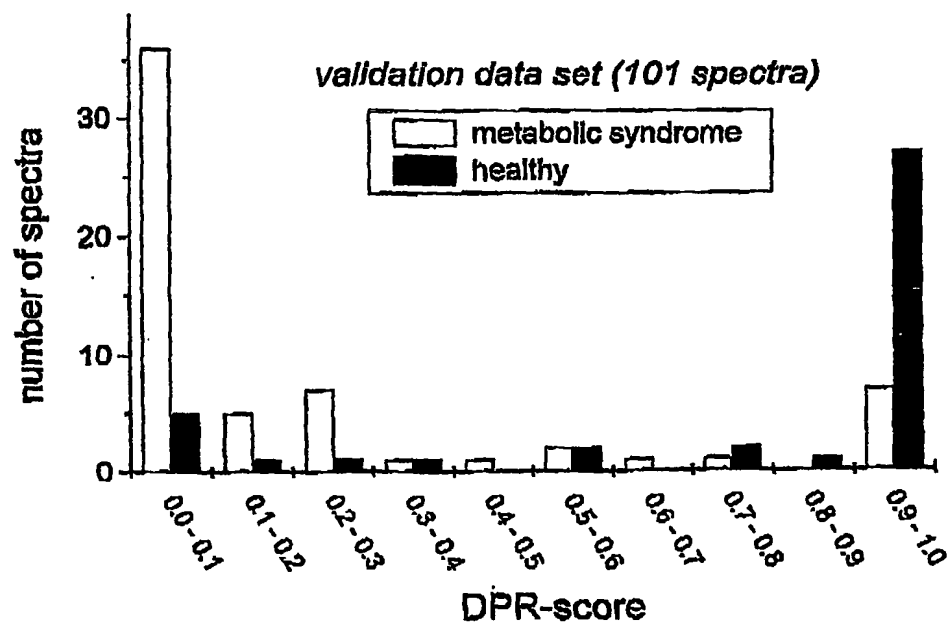 validation data set (101 spectra)
metabolic syndrome
healthy
number of spectra
30
20
10
0
0.0 - 0.1
0.1 - 0.2
0.2 - 0.3
0.3 - 0.4
0.4 - 0.5
0.5 - 0.6
0.6 - 0.7
0.7 - 0.8
0.8 - 0.9
0.9 - 1.0
DPR-score